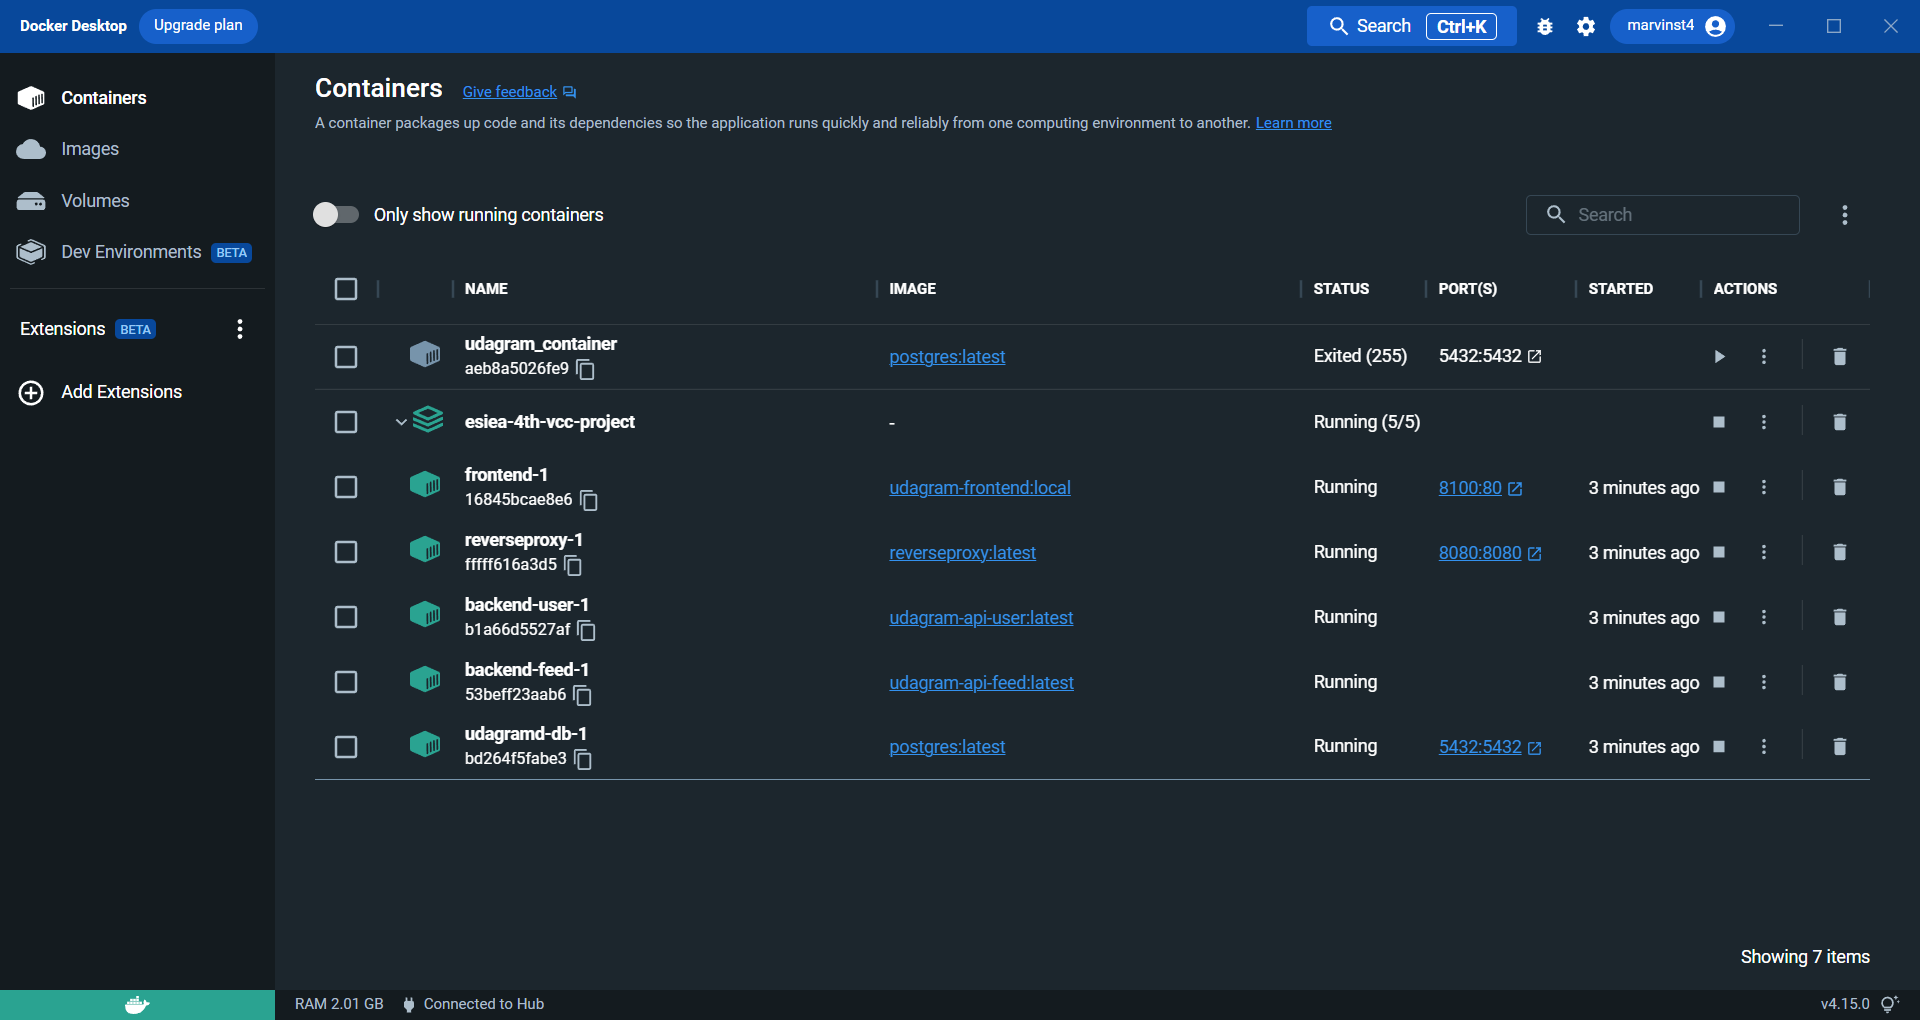 Docker Desktop Upgrade plan Search Ctrl+K marvinst4
Containers
Images
Volumes
Dev Environments BETA
Extensions BETA
Add Extensions
Containers Give feedback
A container packages up code and its dependencies so the application runs quickly and reliably from one computing environment to another. Learn more
Only show running containers Search
NAME IMAGE STATUS PORT(S) STARTED ACTIONS
udagram_container
aeb8a5026fe9 postgres:latest Exited (255) 5432:5432
esiea-4th-vcc-project - Running (5/5)
frontend-1
16845bcae8e6 udagram-frontend:local Running 8100:80 3 minutes ago
reverseproxy-1
fffff616a3d5 reverseproxy:latest Running 8080:8080 3 minutes ago
backend-user-1
b1a66d5527af udagram-api-user:latest Running 3 minutes ago
backend-feed-1
53beff23aab6 udagram-api-feed:latest Running 3 minutes ago
udagramd-db-1
bd264f5fabe3 postgres:latest Running 5432:5432 3 minutes ago
Showing 7 items
RAM 2.01 GB Connected to Hub v4.15.0